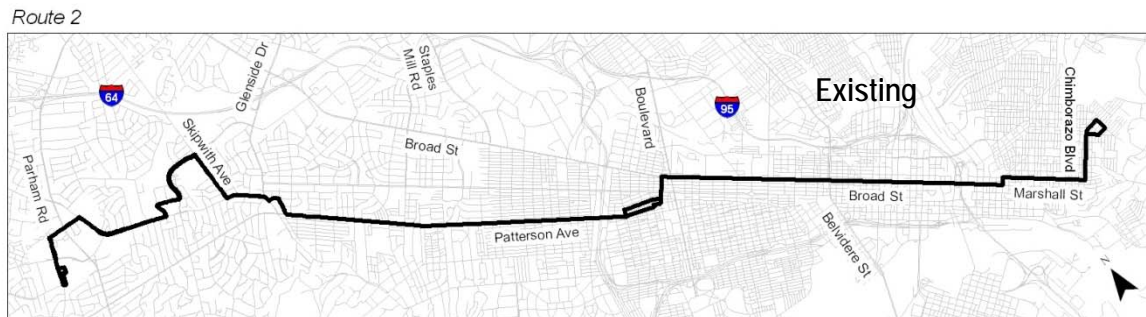 Route 2
64
Glenside Dr
Staples
Mill Rd
Boulevard
95
Existing
Chimborazo Blvd
Skipwith Ave
Broad St
Parham Rd
Broad St
Marshall St
Patterson Ave
Belvidere St
N